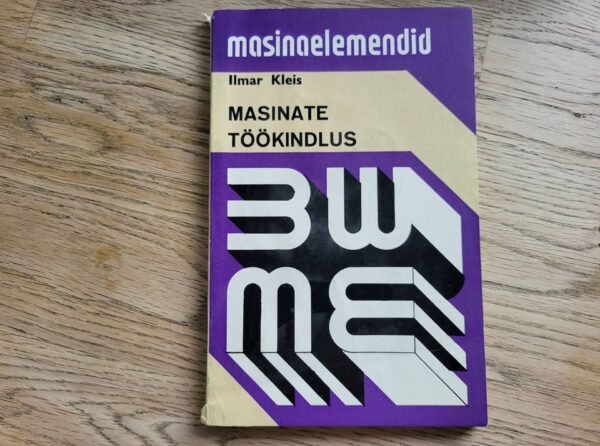 masinaelemendid
Ilmar Kleis
MASINATE
TÖÖKINDLUS